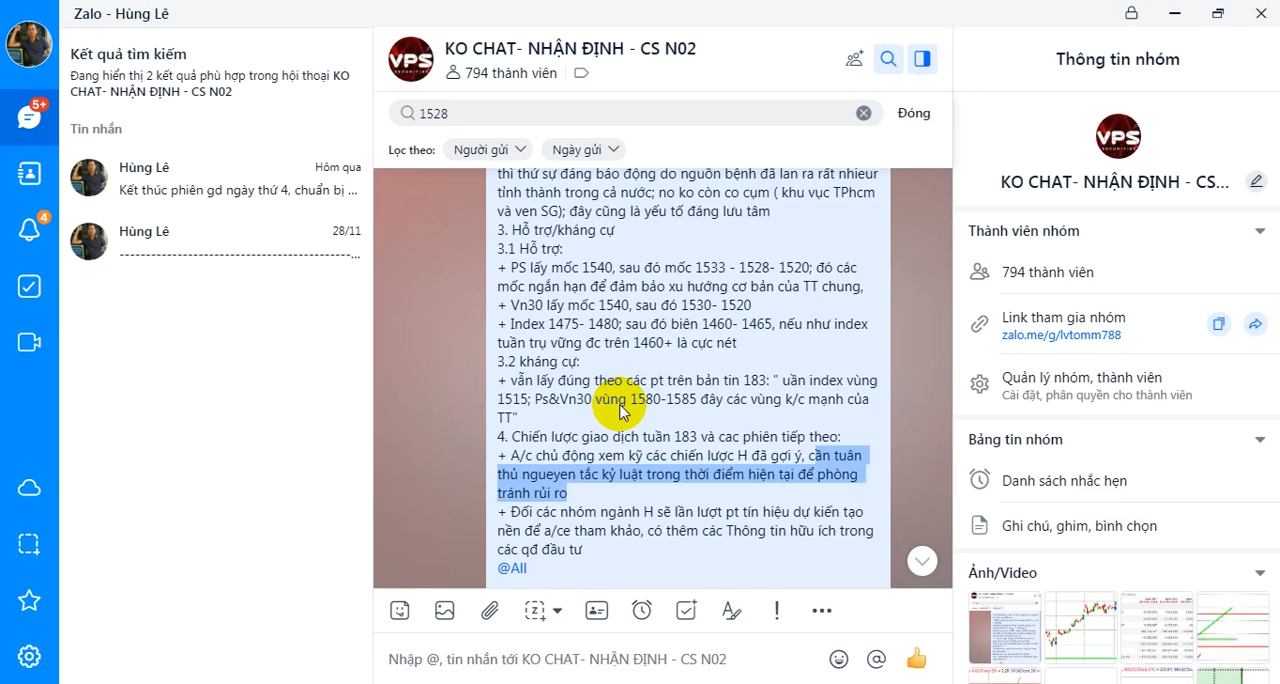 Zalo - Hùng Lê
Kết quả tìm kiếm
Đang hiển thị 2 kết quả phù hợp trong hội thoại KO
CHAT- NHẬN ĐỊNH - CS N02
Tin nhắn
Hùng Lê
Hôm qua
Kết thúc phiên gd ngày thứ 4, chuẩn bị ...
Hùng Lê
28/11
-------------------------------------------...
5+
4
VPS
SECURITIES
KO CHAT- NHẬN ĐỊNH - CS N02
794 thành viên
1528
Đóng
Lọc theo:
Người gửi
Ngày gửi
thì thứ sự đáng báo động do nguồn bệnh đã lan ra rất nhieur
tỉnh thành trong cả nước; no ko còn co cụm ( khu vục TPhcm
và ven SG); đây cũng là yếu tố đáng lưu tâm
3. Hỗ trợ/kháng cự
3.1 Hỗ trợ:
+ PS lấy mốc 1540, sau đó mốc 1533 - 1528- 1520; đó các
mốc ngắn hạn để đảm bảo xu hướng cơ bản của TT chung,
+ Vn30 lấy mốc 1540, sau đó 1530- 1520
+ Index 1475- 1480; sau đó biên 1460- 1465, nếu như index
tuần trụ vững đc trên 1460+ là cực nét
3.2 kháng cự:
+ vẫn lấy đúng theo các pt trên bản tin 183: " uần index vùng
1515; Ps&Vn30 vùng 1580-1585 đây các vùng k/c mạnh của
TT"
4. Chiến lược giao dịch tuần 183 và cac phiên tiếp theo:
+ A/c chủ động xem kỹ các chiến lược H đã gợi ý, cần tuân
thủ ngueyen tắc kỷ luật trong thời điểm hiện tại để phòng
tránh rủi ro
+ Đối các nhóm ngành H sẽ lần lượt pt tín hiệu dự kiến tạo
nền để a/ce tham khảo, có thêm các Thông tin hữu ích trong
các qđ đầu tư
@All
Nhập @, tin nhắn tới KO CHAT- NHẬN ĐỊNH - CS N02
Thông tin nhóm
VPS
SECURITIES
KO CHAT- NHẬN ĐỊNH - CS...
Thành viên nhóm
794 thành viên
Link tham gia nhóm
zalo.me/g/lvtomm788
Quản lý nhóm, thành viên
Cài đặt, phân quyền cho thành viên
Bảng tin nhóm
Danh sách nhắc hẹn
Ghi chú, ghim, bình chọn
Ảnh/Video